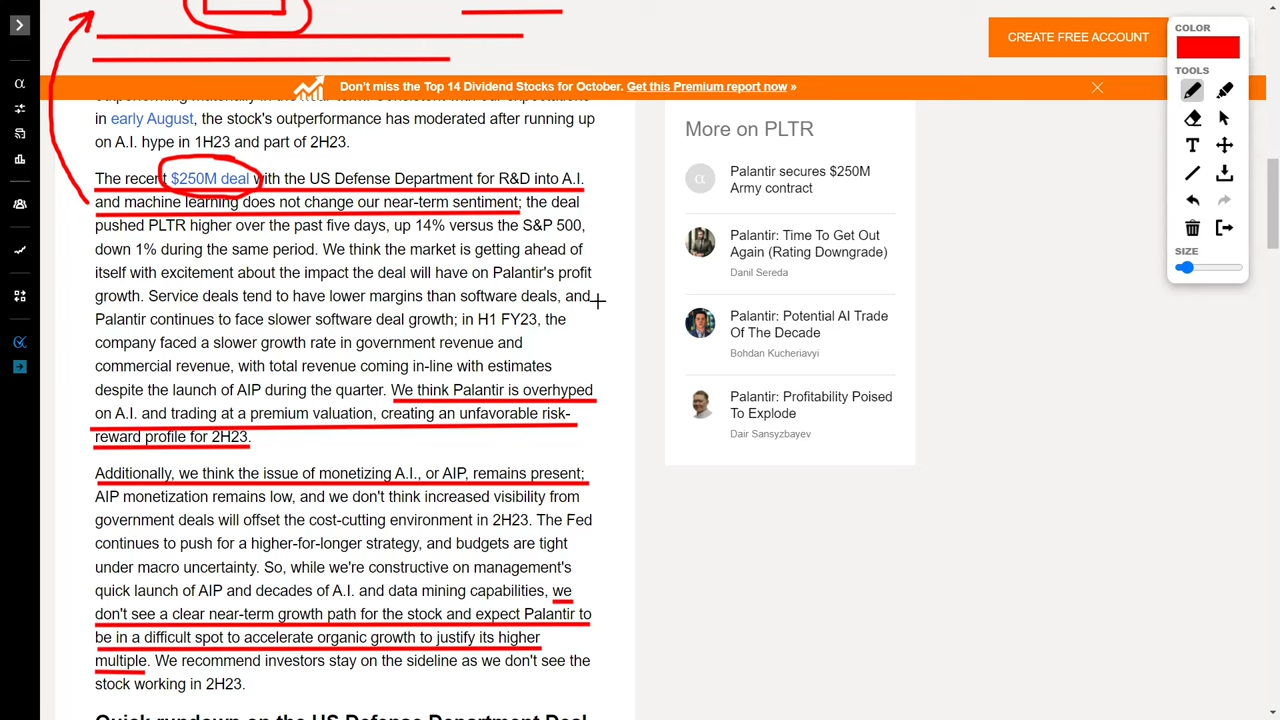 COLOR
CREATE FREE ACCOUNT
TOOLS
Don't miss the Top 14 Dividend Stocks for October. Get this Premium report now »
in early August, the stock's outperformance has moderated after running up
on A.I. hype in 1H23 and part of 2H23.
The recent $250M deal with the US Defense Department for R&D into A.I.
and machine learning does not change our near-term sentiment; the deal
pushed PLTR higher over the past five days, up 14% versus the S&P 500,
down 1% during the same period. We think the market is getting ahead of
itself with excitement about the impact the deal will have on Palantir's profit
growth. Service deals tend to have lower margins than software deals, and
Palantir continues to face slower software deal growth; in H1 FY23, the
company faced a slower growth rate in government revenue and
commercial revenue, with total revenue coming in-line with estimates
despite the launch of AIP during the quarter. We think Palantir is overhyped
on A.I. and trading at a premium valuation, creating an unfavorable risk-
reward profile for 2H23.
Additionally, we think the issue of monetizing A.I., or AIP, remains present;
AIP monetization remains low, and we don't think increased visibility from
government deals will offset the cost-cutting environment in 2H23. The Fed
continues to push for a higher-for-longer strategy, and budgets are tight
under macro uncertainty. So, while we're constructive on management's
quick launch of AIP and decades of A.I. and data mining capabilities, we
don't see a clear near-term growth path for the stock and expect Palantir to
be in a difficult spot to accelerate organic growth to justify its higher
multiple. We recommend investors stay on the sideline as we don't see the
stock working in 2H23.
Quick rundown on the US Defense Department Deal
More on PLTR
α
Palantir secures $250M
Army contract
Palantir: Time To Get Out
Again (Rating Downgrade)
Danil Sereda
Palantir: Potential AI Trade
Of The Decade
Bohdan Kucheriavyi
Palantir: Profitability Poised
To Explode
Dair Sansyzbayev
T
SIZE